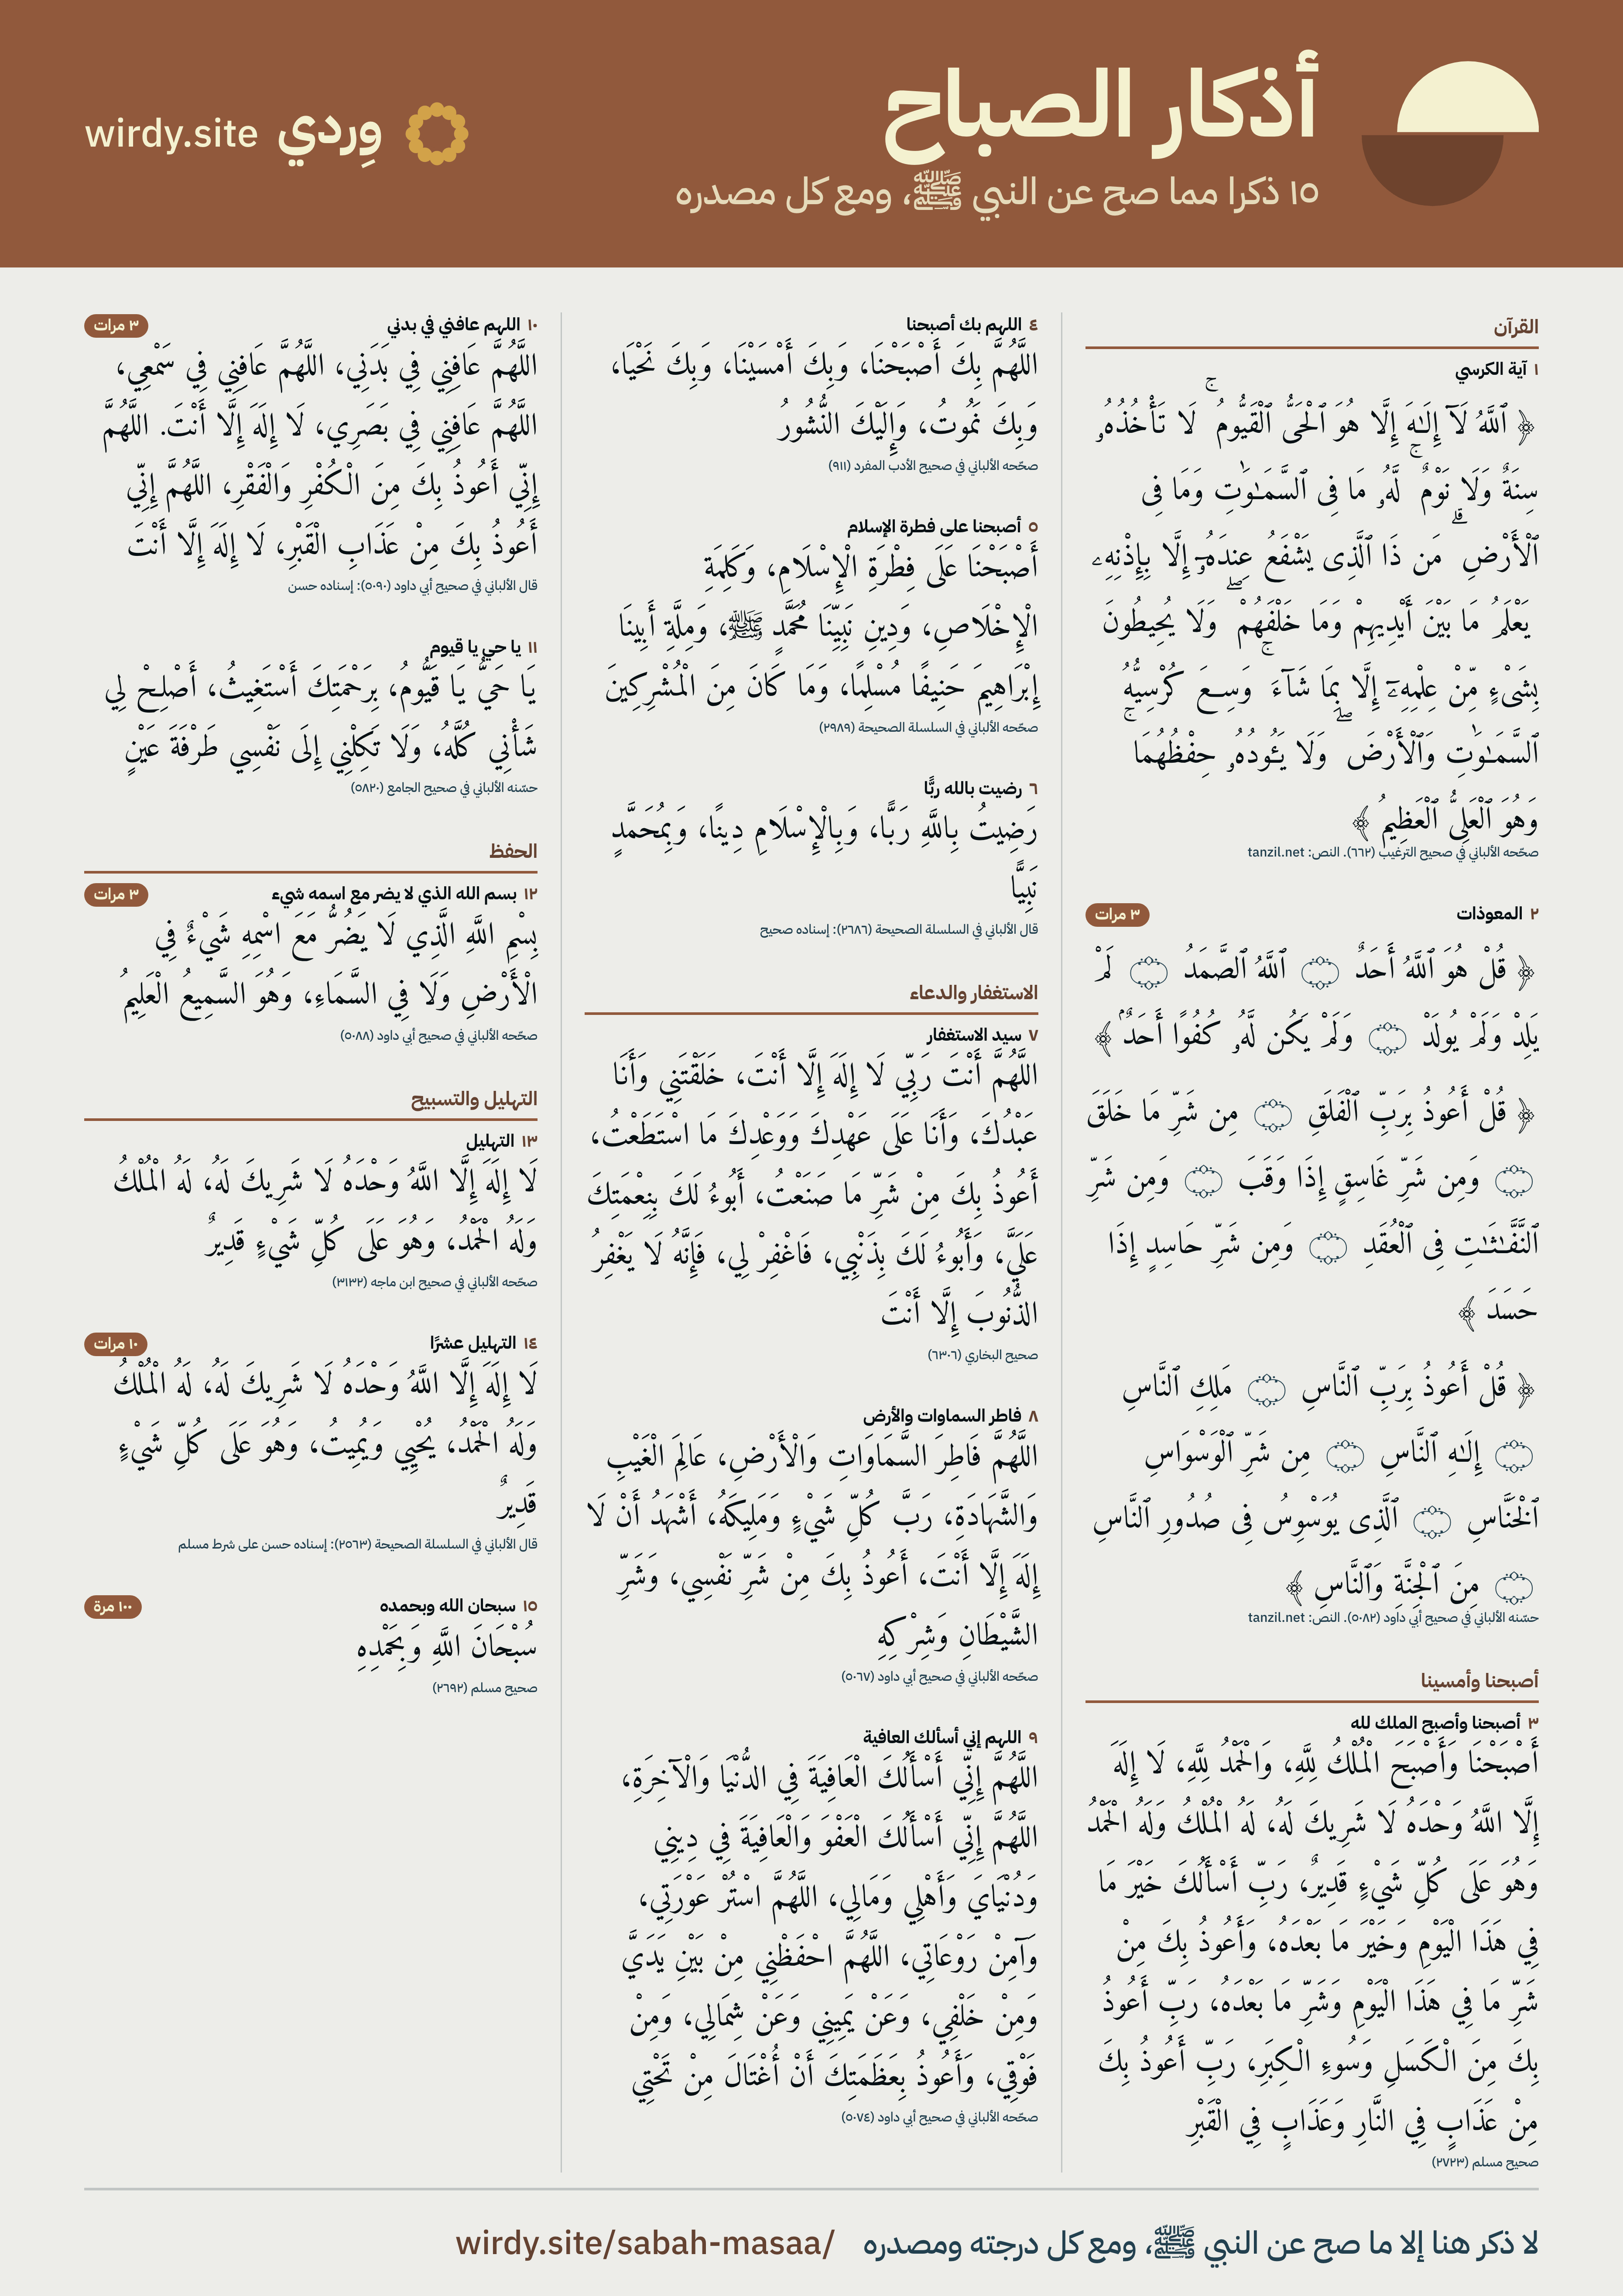 أذكار الصباح
١٥ ذكرا مما صح عن النبي ﷺ، ومع كل مصدره
وِردي wirdy.site
القرآن
١ آية الكرسي
﴿ ٱللَّهُ لَآ إِلَـٰهَ إِلَّا هُوَ ٱلْحَىُّ ٱلْقَيُّومُ ۚ لَا تَأْخُذُهُۥ
سِنَةٌ وَلَا نَوْمٌ ۚ لَّهُۥ مَا فِى ٱلسَّمَـٰوَٰتِ وَمَا فِى
ٱلْأَرْضِ ۗ مَن ذَا ٱلَّذِى يَشْفَعُ عِندَهُۥٓ إِلَّا بِإِذْنِهِۦ ۚ
يَعْلَمُ مَا بَيْنَ أَيْدِيهِمْ وَمَا خَلْفَهُمْ ۖ وَلَا يُحِيطُونَ
بِشَىْءٍ مِّنْ عِلْمِهِۦٓ إِلَّا بِمَا شَآءَ ۚ وَسِعَ كُرْسِيُّهُ
ٱلسَّمَـٰوَٰتِ وَٱلْأَرْضَ ۖ وَلَا يَـُٔودُهُۥ حِفْظُهُمَا ۚ
وَهُوَ ٱلْعَلِىُّ ٱلْعَظِيمُ ﴾
صحّحه الألباني في صحيح الترغيب (٦٦٢). النص: tanzil.net
٢ المعوذات
٣ مرات
﴿ قُلْ هُوَ ٱللَّهُ أَحَدٌ ۝ ٱللَّهُ ٱلصَّمَدُ ۝ لَمْ
يَلِدْ وَلَمْ يُولَدْ ۝ وَلَمْ يَكُن لَّهُۥ كُفُوًا أَحَدٌۢ ﴾
﴿ قُلْ أَعُوذُ بِرَبِّ ٱلْفَلَقِ ۝ مِن شَرِّ مَا خَلَقَ
۝ وَمِن شَرِّ غَاسِقٍ إِذَا وَقَبَ ۝ وَمِن شَرِّ
ٱلنَّفَّـٰثَـٰتِ فِى ٱلْعُقَدِ ۝ وَمِن شَرِّ حَاسِدٍ إِذَا
حَسَدَ ﴾
﴿ قُلْ أَعُوذُ بِرَبِّ ٱلنَّاسِ ۝ مَلِكِ ٱلنَّاسِ
۝ إِلَـٰهِ ٱلنَّاسِ ۝ مِن شَرِّ ٱلْوَسْوَاسِ
ٱلْخَنَّاسِ ۝ ٱلَّذِى يُوَسْوِسُ فِى صُدُورِ ٱلنَّاسِ
۝ مِنَ ٱلْجِنَّةِ وَٱلنَّاسِ ﴾
حسّنه الألباني في صحيح أبي داود (٥٠٨٢). النص: tanzil.net
أصبحنا وأمسينا
٣ أصبحنا وأصبح الملك لله
أَصْبَحْنَا وَأَصْبَحَ الْمُلْكُ لِلَّهِ، وَالْحَمْدُ لِلَّهِ، لَا إِلَهَ
إِلَّا اللَّهُ وَحْدَهُ لَا شَرِيكَ لَهُ، لَهُ الْمُلْكُ وَلَهُ الْحَمْدُ
وَهُوَ عَلَى كُلِّ شَيْءٍ قَدِيرٌ، رَبِّ أَسْأَلُكَ خَيْرَ مَا
فِي هَذَا الْيَوْمِ وَخَيْرَ مَا بَعْدَهُ، وَأَعُوذُ بِكَ مِنْ
شَرِّ مَا فِي هَذَا الْيَوْمِ وَشَرِّ مَا بَعْدَهُ، رَبِّ أَعُوذُ
بِكَ مِنَ الْكَسَلِ وَسُوءِ الْكِبَرِ، رَبِّ أَعُوذُ بِكَ
مِنْ عَذَابٍ فِي النَّارِ وَعَذَابٍ فِي الْقَبْرِ
صحيح مسلم (٢٧٢٣)
٤ اللهم بك أصبحنا
اللَّهُمَّ بِكَ أَصْبَحْنَا، وَبِكَ أَمْسَيْنَا، وَبِكَ نَحْيَا،
وَبِكَ نَمُوتُ، وَإِلَيْكَ النُّشُورُ
صحّحه الألباني في صحيح الأدب المفرد (٩١١)
٥ أصبحنا على فطرة الإسلام
أَصْبَحْنَا عَلَى فِطْرَةِ الْإِسْلَامِ، وَكَلِمَةِ
الْإِخْلَاصِ، وَدِينِ نَبِيِّنَا مُحَمَّدٍ ﷺ، وَمِلَّةِ أَبِينَا
إِبْرَاهِيمَ حَنِيفًا مُسْلِمًا، وَمَا كَانَ مِنَ الْمُشْرِكِينَ
صحّحه الألباني في السلسلة الصحيحة (٢٩٨٩)
٦ رضيت بالله ربًّا
رَضِيتُ بِاللَّهِ رَبًّا، وَبِالْإِسْلَامِ دِينًا، وَبِمُحَمَّدٍ
نَبِيًّا
قال الألباني في السلسلة الصحيحة (٢٦٨٦): إسناده صحيح
الاستغفار والدعاء
٧ سيد الاستغفار
اللَّهُمَّ أَنْتَ رَبِّي لَا إِلَهَ إِلَّا أَنْتَ، خَلَقْتَنِي وَأَنَا
عَبْدُكَ، وَأَنَا عَلَى عَهْدِكَ وَوَعْدِكَ مَا اسْتَطَعْتُ،
أَعُوذُ بِكَ مِنْ شَرِّ مَا صَنَعْتُ، أَبُوءُ لَكَ بِنِعْمَتِكَ
عَلَيَّ، وَأَبُوءُ لَكَ بِذَنْبِي، فَاغْفِرْ لِي، فَإِنَّهُ لَا يَغْفِرُ
الذُّنُوبَ إِلَّا أَنْتَ
صحيح البخاري (٦٣٠٦)
٨ فاطر السماوات والأرض
اللَّهُمَّ فَاطِرَ السَّمَاوَاتِ وَالْأَرْضِ، عَالِمَ الْغَيْبِ
وَالشَّهَادَةِ، رَبَّ كُلِّ شَيْءٍ وَمَلِيكَهُ، أَشْهَدُ أَنْ لَا
إِلَهَ إِلَّا أَنْتَ، أَعُوذُ بِكَ مِنْ شَرِّ نَفْسِي، وَشَرِّ
الشَّيْطَانِ وَشِرْكِهِ
صحّحه الألباني في صحيح أبي داود (٥٠٦٧)
٩ اللهم إني أسألك العافية
اللَّهُمَّ إِنِّي أَسْأَلُكَ الْعَافِيَةَ فِي الدُّنْيَا وَالْآخِرَةِ،
اللَّهُمَّ إِنِّي أَسْأَلُكَ الْعَفْوَ وَالْعَافِيَةَ فِي دِينِي
وَدُنْيَايَ وَأَهْلِي وَمَالِي، اللَّهُمَّ اسْتُرْ عَوْرَتِي،
وَآمِنْ رَوْعَاتِي، اللَّهُمَّ احْفَظْنِي مِنْ بَيْنِ يَدَيَّ
وَمِنْ خَلْفِي، وَعَنْ يَمِينِي وَعَنْ شِمَالِي، وَمِنْ
فَوْقِي، وَأَعُوذُ بِعَظَمَتِكَ أَنْ أُغْتَالَ مِنْ تَحْتِي
صحّحه الألباني في صحيح أبي داود (٥٠٧٤)
١٠ اللهم عافني في بدني
٣ مرات
اللَّهُمَّ عَافِنِي فِي بَدَنِي، اللَّهُمَّ عَافِنِي فِي سَمْعِي،
اللَّهُمَّ عَافِنِي فِي بَصَرِي، لَا إِلَهَ إِلَّا أَنْتَ. اللَّهُمَّ
إِنِّي أَعُوذُ بِكَ مِنَ الْكُفْرِ وَالْفَقْرِ، اللَّهُمَّ إِنِّي
أَعُوذُ بِكَ مِنْ عَذَابِ الْقَبْرِ، لَا إِلَهَ إِلَّا أَنْتَ
قال الألباني في صحيح أبي داود (٥٠٩٠): إسناده حسن
١١ يا حي يا قيوم
يَا حَيُّ يَا قَيُّومُ، بِرَحْمَتِكَ أَسْتَغِيثُ، أَصْلِحْ لِي
شَأْنِي كُلَّهُ، وَلَا تَكِلْنِي إِلَى نَفْسِي طَرْفَةَ عَيْنٍ
حسّنه الألباني في صحيح الجامع (٥٨٢٠)
الحفظ
١٢ بسم الله الذي لا يضر مع اسمه شيء
٣ مرات
بِسْمِ اللَّهِ الَّذِي لَا يَضُرُّ مَعَ اسْمِهِ شَيْءٌ فِي
الْأَرْضِ وَلَا فِي السَّمَاءِ، وَهُوَ السَّمِيعُ الْعَلِيمُ
صحّحه الألباني في صحيح أبي داود (٥٠٨٨)
التهليل والتسبيح
١٣ التهليل
لَا إِلَهَ إِلَّا اللَّهُ وَحْدَهُ لَا شَرِيكَ لَهُ، لَهُ الْمُلْكُ
وَلَهُ الْحَمْدُ، وَهُوَ عَلَى كُلِّ شَيْءٍ قَدِيرٌ
صحّحه الألباني في صحيح ابن ماجه (٣١٣٢)
١٤ التهليل عشرًا
١٠ مرات
لَا إِلَهَ إِلَّا اللَّهُ وَحْدَهُ لَا شَرِيكَ لَهُ، لَهُ الْمُلْكُ
وَلَهُ الْحَمْدُ، يُحْيِي وَيُمِيتُ، وَهُوَ عَلَى كُلِّ شَيْءٍ
قَدِيرٌ
قال الألباني في السلسلة الصحيحة (٢٥٦٣): إسناده حسن على شرط مسلم
١٥ سبحان الله وبحمده
١٠٠ مرة
سُبْحَانَ اللَّهِ وَبِحَمْدِهِ
صحيح مسلم (٢٦٩٢)
لا ذكر هنا إلا ما صح عن النبي ﷺ، ومع كل درجته ومصدره wirdy.site/sabah-masaa/